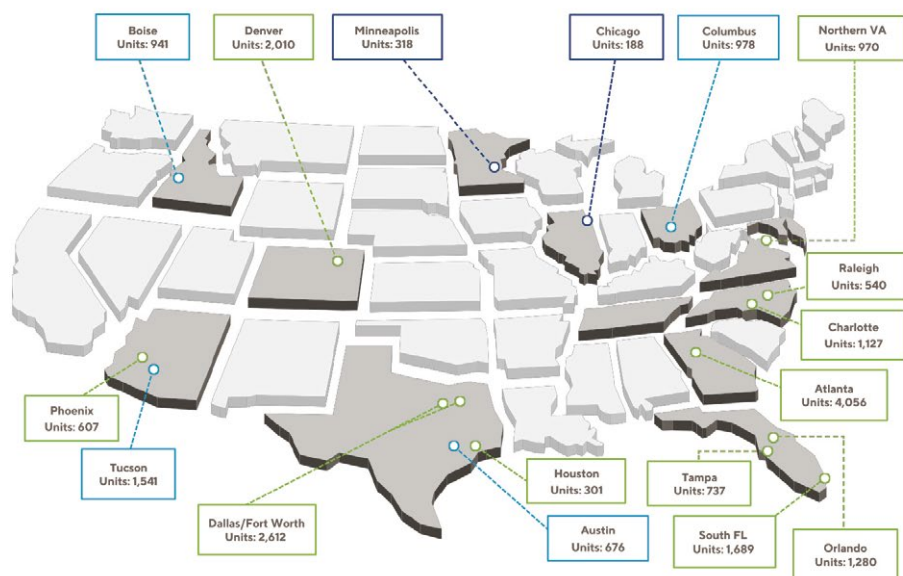 Boise
Units: 941
Denver
Units: 2,010
Minneapolis
Units: 318
Chicago
Units: 188
Columbus
Units: 978
Northern VA
Units: 970
Raleigh
Units: 540
Charlotte
Units: 1,127
Atlanta
Units: 4,056
Phoenix
Units: 607
Tucson
Units: 1,541
Dallas/Fort Worth
Units: 2,612
Houston
Units: 301
Austin
Units: 676
Tampa
Units: 737
South FL
Units: 1,689
Orlando
Units: 1,280